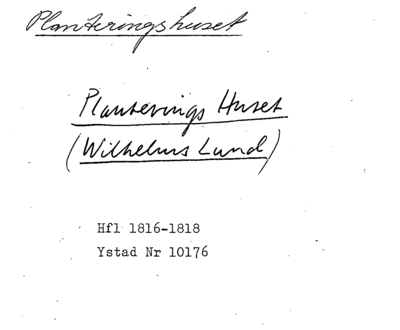 Planteringshuset
Planterings Huset
(Wilhelms Lund)
Hfl 1816-1818
Ystad Nr 10176